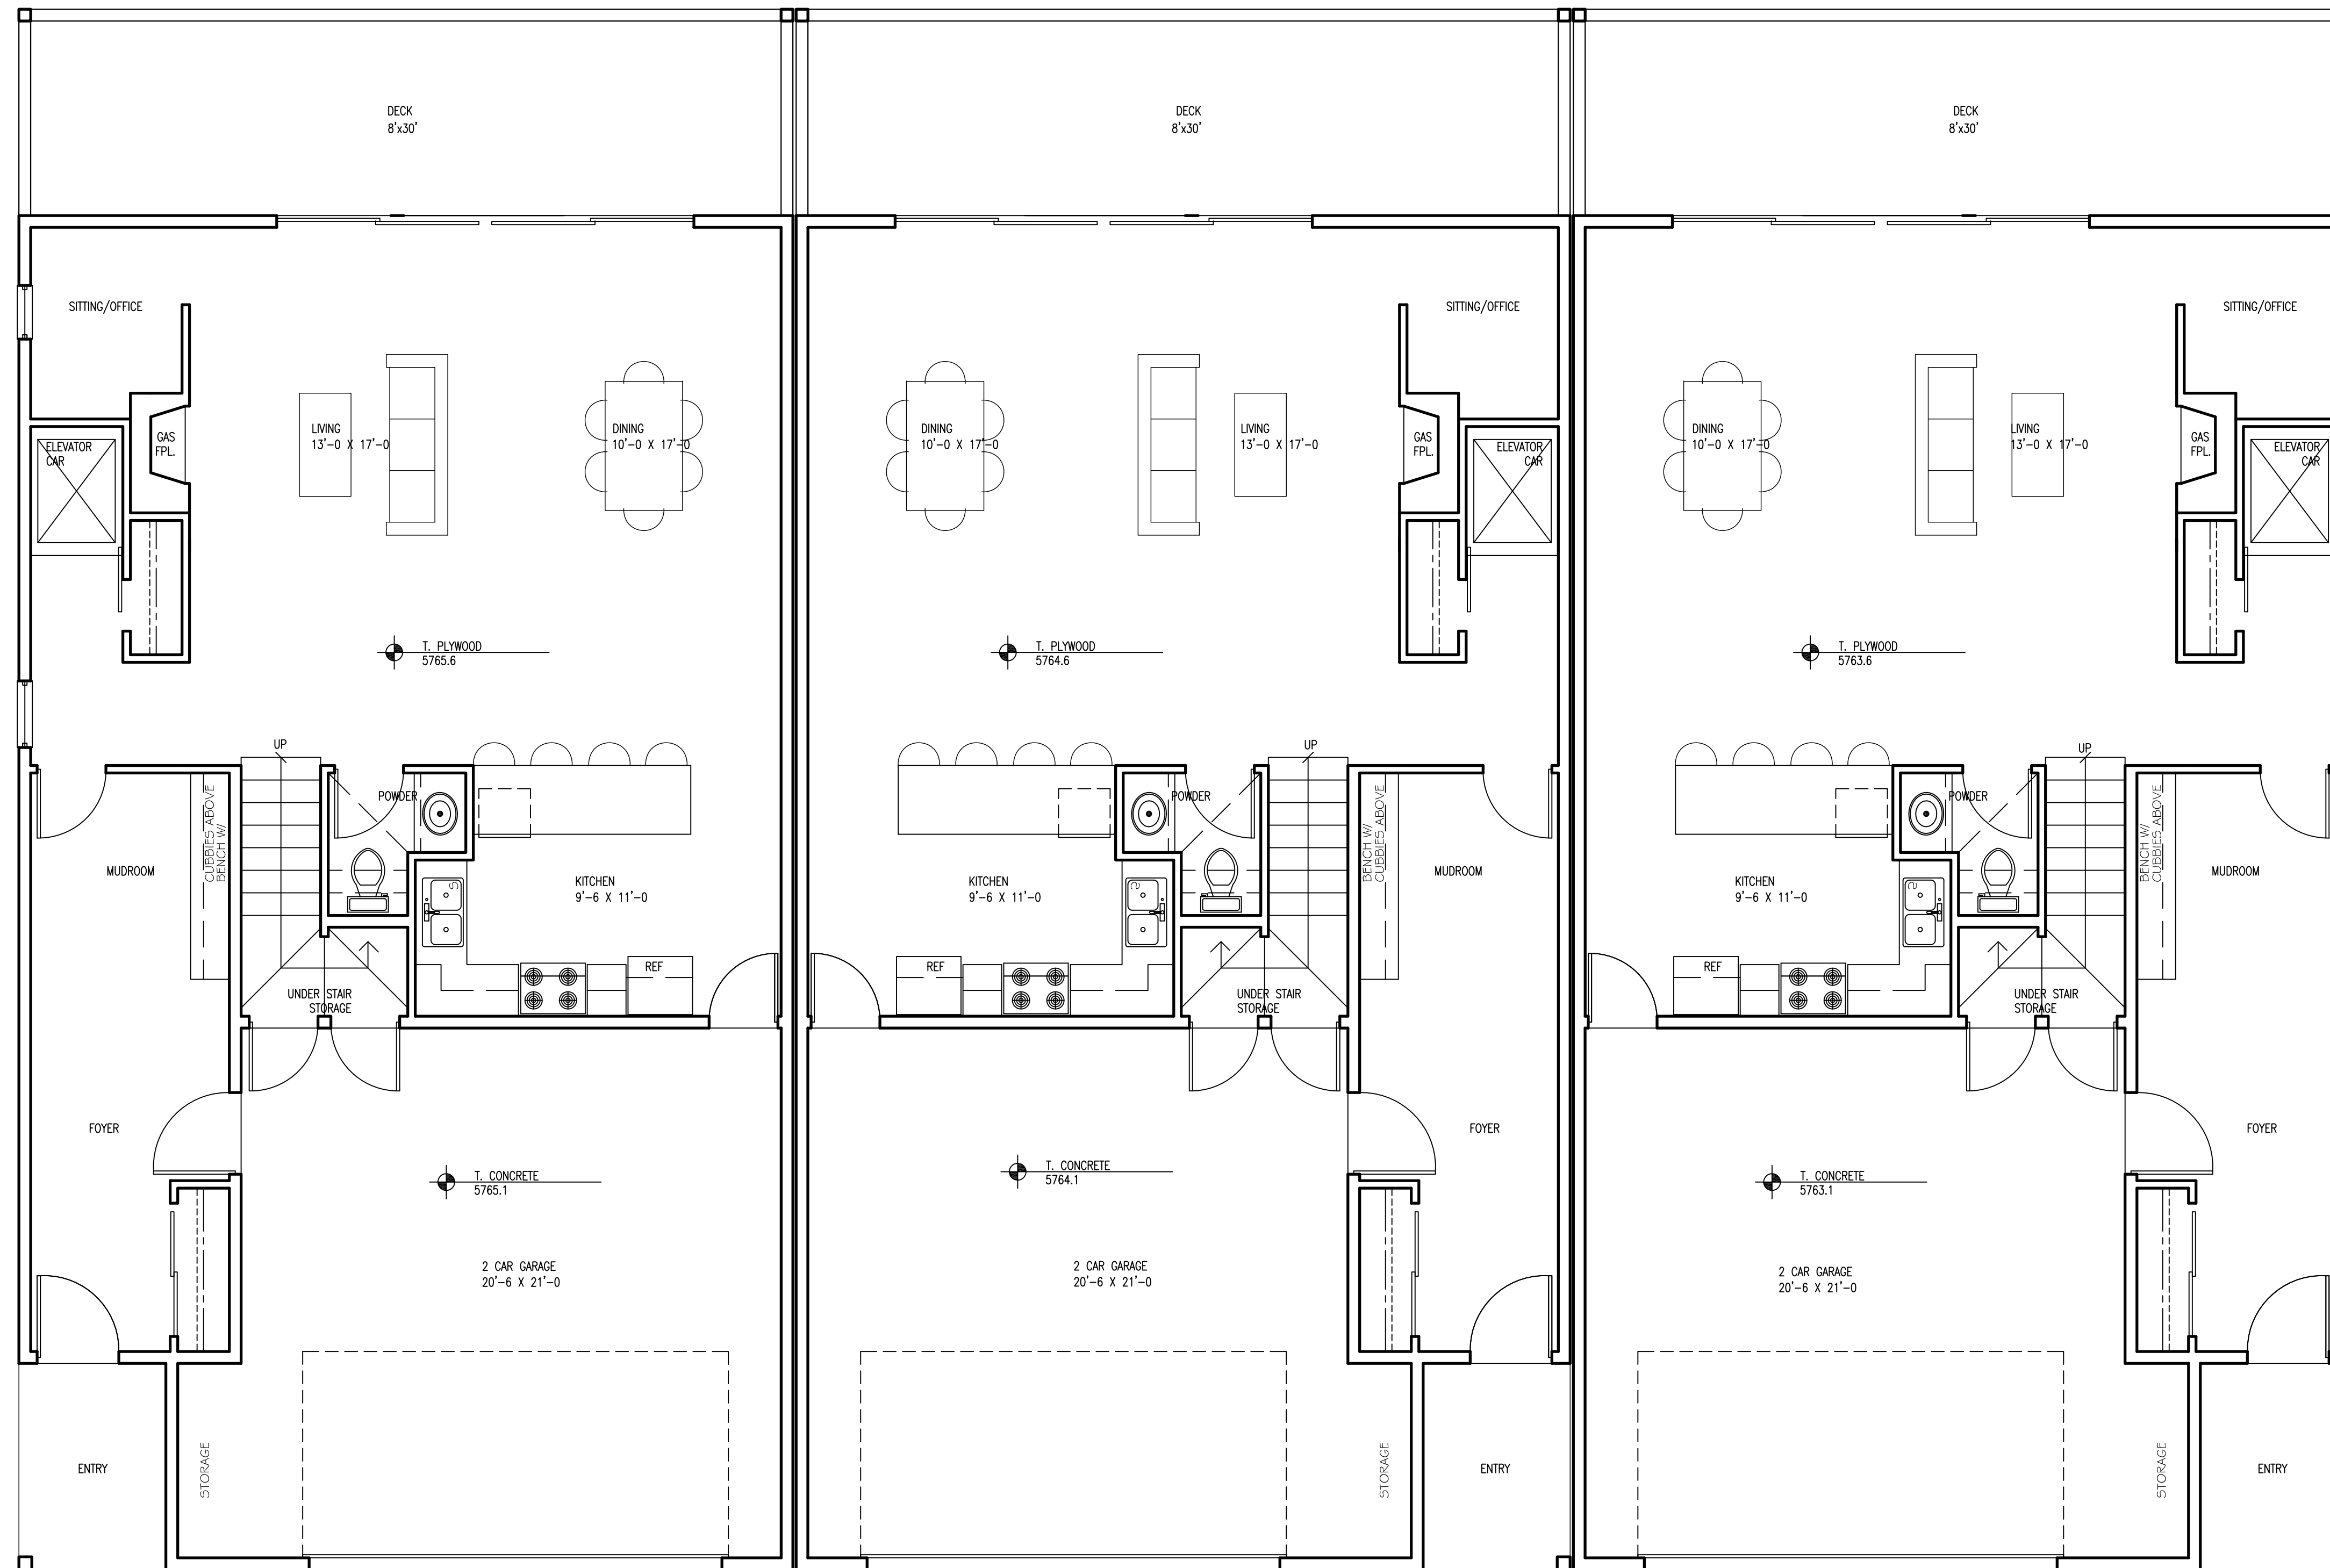 DECK
8'x30'
DECK
8'x30'
DECK
8'x30'
SITTING/OFFICE
SITTING/OFFICE
SITTING/OFFICE
ELEVATOR
CAR
GAS
FPL.
LIVING
13'-0 X 17'-0
DINING
10'-0 X 17'-0
DINING
10'-0 X 17'-0
LIVING
13'-0 X 17'-0
GAS
FPL.
ELEVATOR
CAR
DINING
10'-0 X 17'-0
LIVING
13'-0 X 17'-0
GAS
FPL.
ELEVATOR
CAR
T. PLYWOOD
5765.6
T. PLYWOOD
5764.6
T. PLYWOOD
5763.6
UP
UP
UP
MUDROOM
CUBBIES ABOVE
BENCH W/
POWDER
KITCHEN
9'-6 X 11'-0
REF
UNDER STAIR
STORAGE
KITCHEN
9'-6 X 11'-0
REF
POWDER
UNDER STAIR
STORAGE
BENCH W/
CUBBIES ABOVE
MUDROOM
KITCHEN
9'-6 X 11'-0
REF
POWDER
UNDER STAIR
STORAGE
BENCH W/
CUBBIES ABOVE
MUDROOM
FOYER
FOYER
FOYER
T. CONCRETE
5765.1
T. CONCRETE
5764.1
T. CONCRETE
5763.1
2 CAR GARAGE
20'-6 X 21'-0
2 CAR GARAGE
20'-6 X 21'-0
2 CAR GARAGE
20'-6 X 21'-0
ENTRY
STORAGE
STORAGE
ENTRY
STORAGE
ENTRY